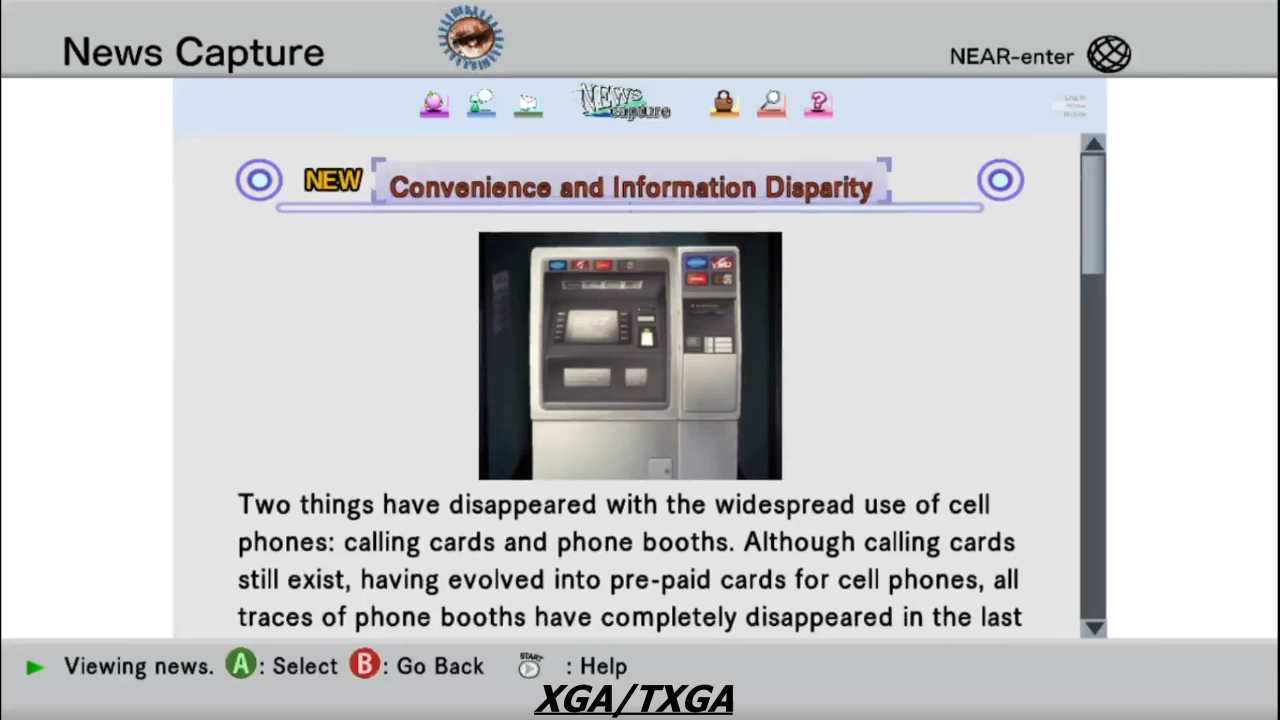 News Capture
NEAR-enter
NEWs
capture
NEW
Convenience and Information Disparity
Two things have disappeared with the widespread use of cell
phones: calling cards and phone booths. Although calling cards
still exist, having evolved into pre-paid cards for cell phones, all
traces of phone booths have completely disappeared in the last
Viewing news. A : Select B : Go Back START : Help
XGA/TXGA